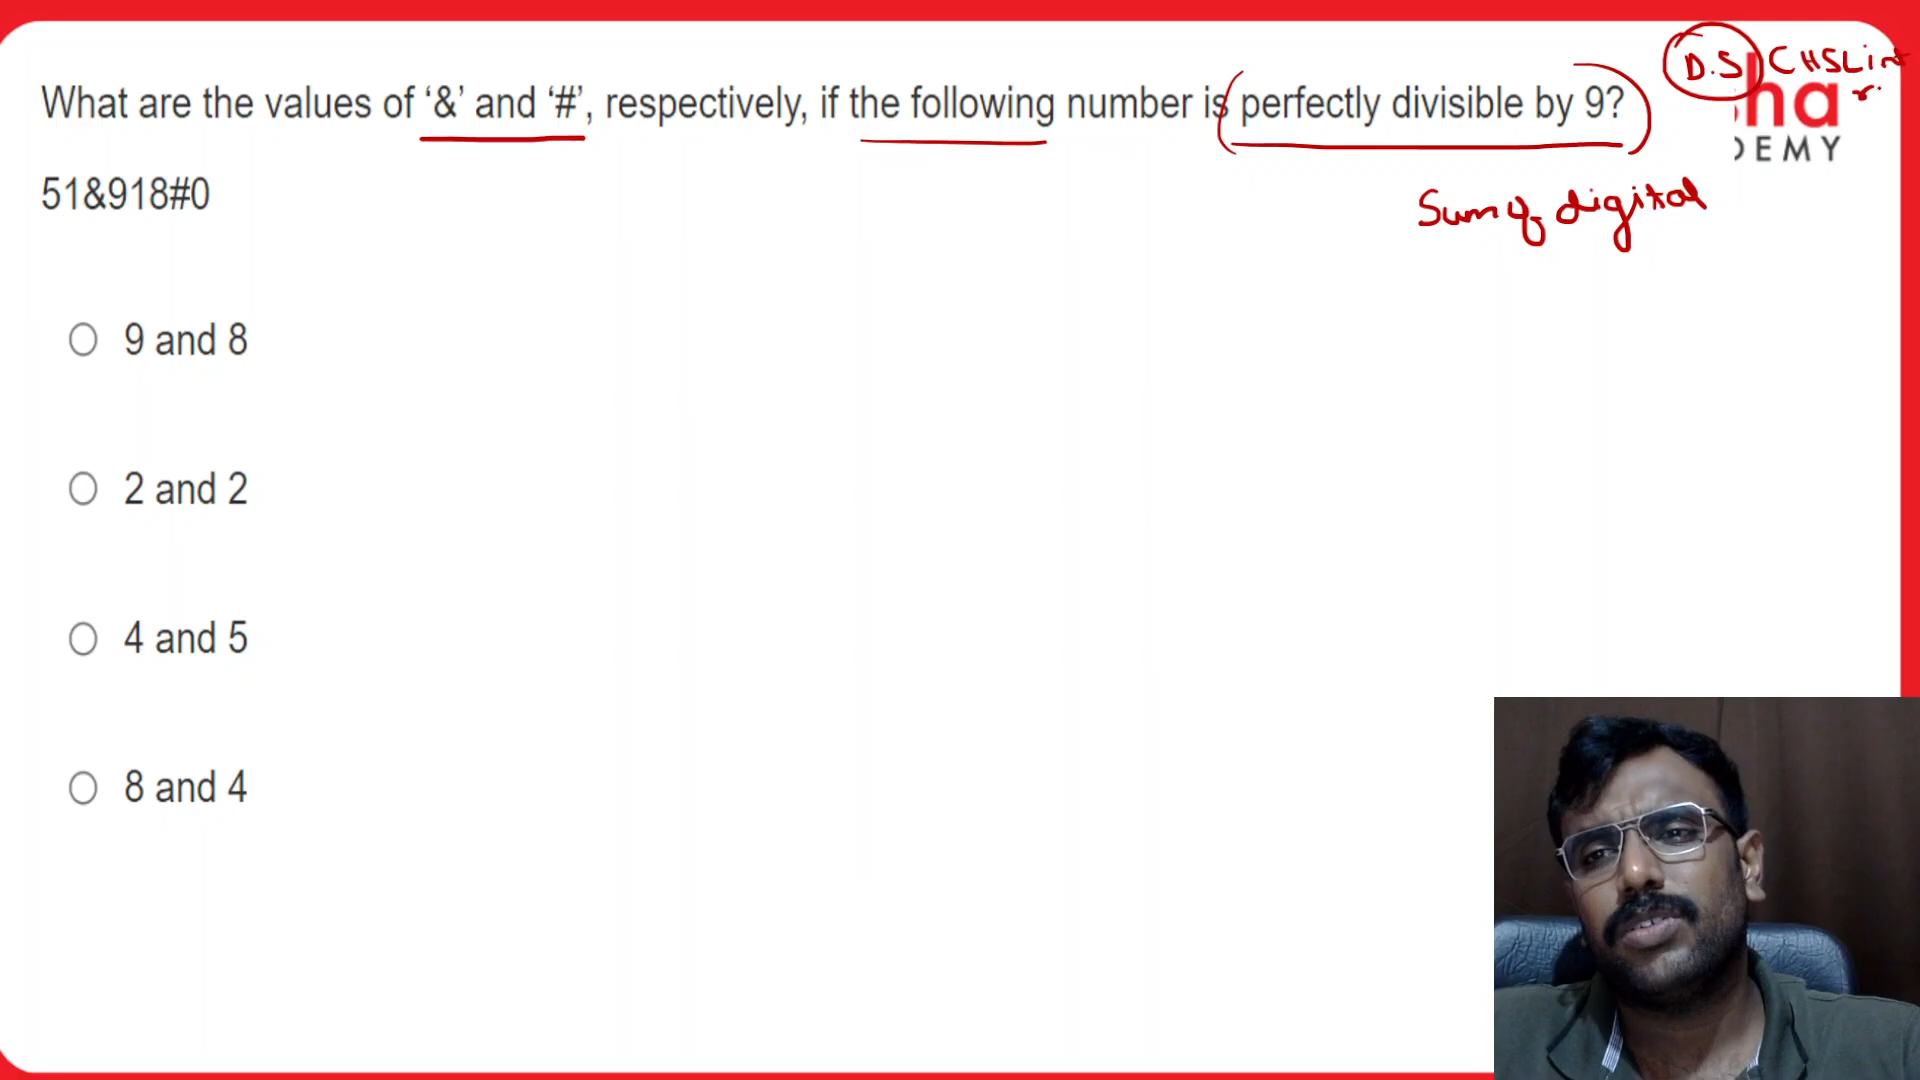 What are the values of ‘&’ and ‘#’, respectively, if the following number is perfectly divisible by 9?
D.S CHSL
ha
DEMY
51&918#0
Sum of digital
9 and 8
2 and 2
4 and 5
8 and 4